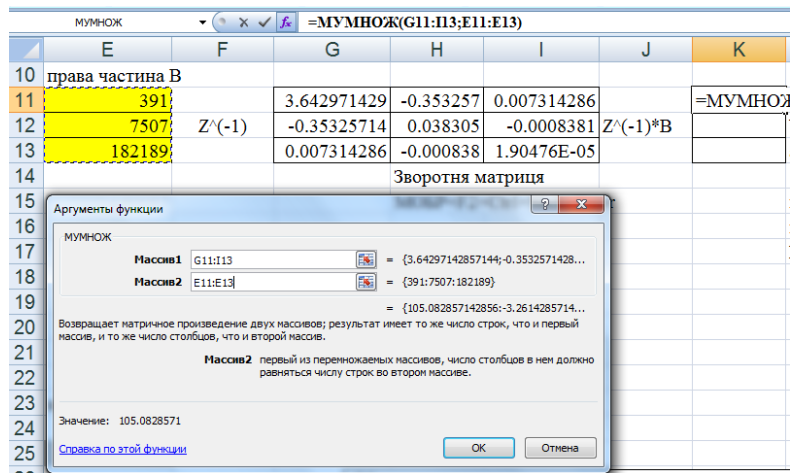 МУМНОЖ =МУМНОЖ(G11:I13;E11:E13)
E F G H I J K
10 права частина В
11 391 3.642971429 -0.353257 0.007314286 =МУМНОЖ
12 7507 Z^(-1) -0.35325714 0.038305 -0.0008381 Z^(-1)*B
13 182189 0.007314286 -0.000838 1.90476E-05
14 Зворотня матриця
15 Аргументы функции
16 МУМНОЖ
17 Массив1 G11:I13 = {3.64297142857144;-0.3532571428...
18 Массив2 E11:E13 = {391:7507:182189}
19 = {105.082857142856:-3.2614285714...
20 Возвращает матричное произведение двух массивов; результат имеет то же число строк, что и первый
21 массив, и то же число столбцов, что и второй массив.
22 Массив2 первый из перемножаемых массивов, число столбцов в нем должно
равняться числу строк во втором массиве.
23
24 Значение: 105.0828571
25 Справка по этой функции OK Отмена